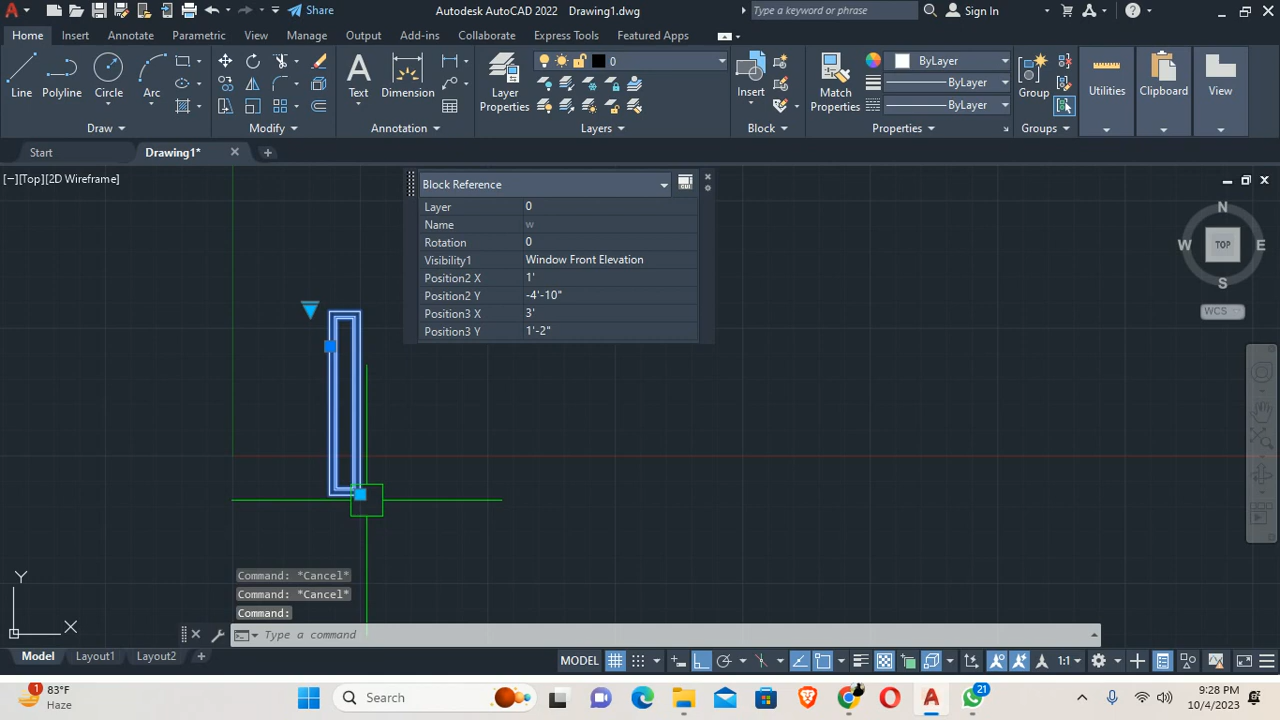 A Share Autodesk AutoCAD 2022 Drawing1.dwg Type a keyword or phrase Sign In
Home Insert Annotate Parametric View Manage Output Add-ins Collaborate Express Tools Featured Apps
Line Polyline Circle Arc Text Dimension Layer Properties 0 Insert Match Properties ByLayer Group Utilities Clipboard View
ByLayer
ByLayer
Draw Modify Annotation Layers Block Properties Groups
Start Drawing1*
[−][Top][2D Wireframe]
Block Reference
Layer 0
Name w
Rotation 0
Visibility1 Window Front Elevation
Position2 X 1'
Position2 Y -4'-10"
Position3 X 3'
Position3 Y 1'-2"
N
W TOP E
S
WCS
Command: *Cancel*
Command: *Cancel*
Command:
Y
X
Type a command
Model Layout1 Layout2 + MODEL 1:1
1 83°F
Haze
Search
A
21
9:28 PM
10/4/2023